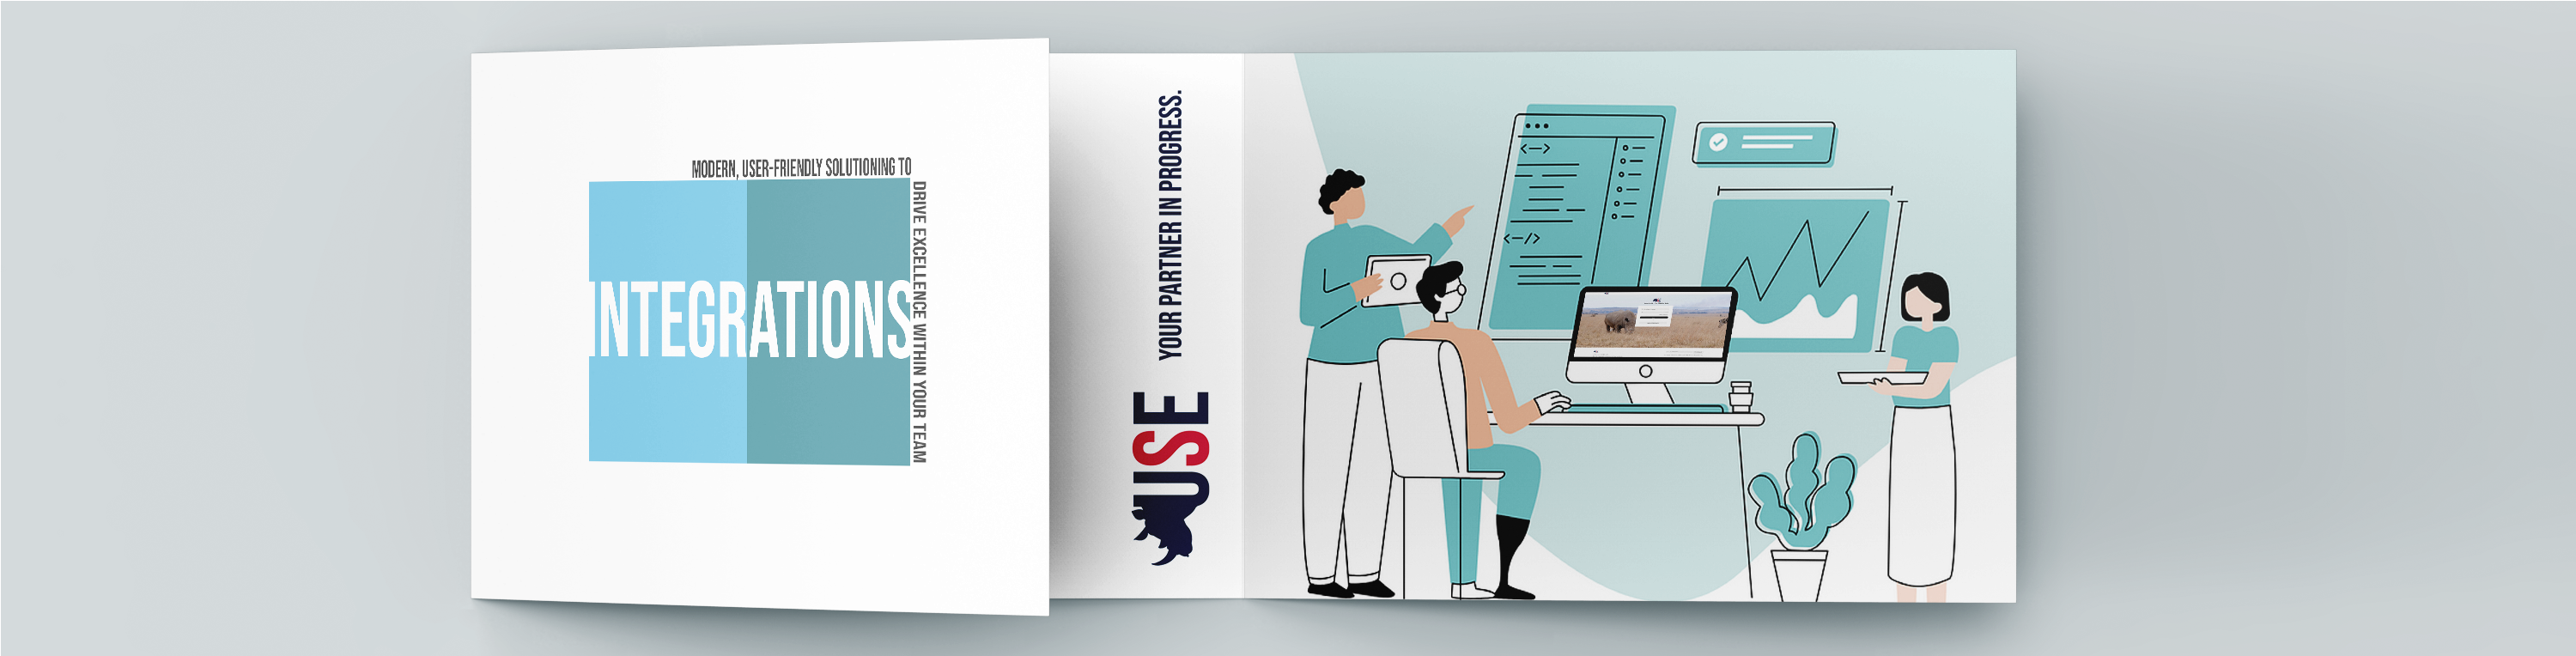 MODERN, USER-FRIENDLY SOLUTIONING TO
DRIVE EXCELLENCE WITHIN YOUR TEAM
INTEGRATIONS
USE
YOUR PARTNER IN PROGRESS.